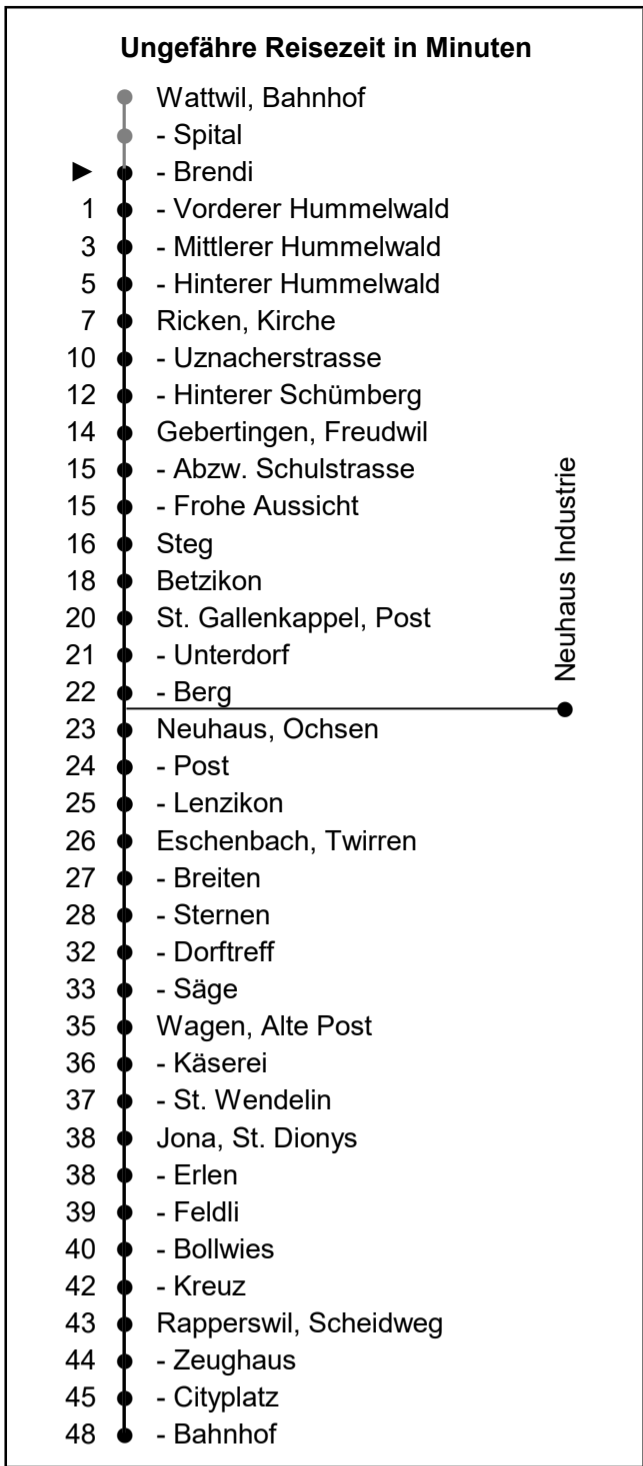 Ungefähre Reisezeit in Minuten
Wattwil, Bahnhof
- Spital
► - Brendi
1 - Vorderer Hummelwald
3 - Mittlerer Hummelwald
5 - Hinterer Hummelwald
7 Ricken, Kirche
10 - Uznacherstrasse
12 - Hinterer Schümberg
14 Gebertingen, Freudwil
15 - Abzw. Schulstrasse
15 - Frohe Aussicht
16 Steg
18 Betzikon
20 St. Gallenkappel, Post
21 - Unterdorf
22 - Berg
Neuhaus Industrie
23 Neuhaus, Ochsen
24 - Post
25 - Lenzikon
26 Eschenbach, Twirren
27 - Breiten
28 - Sternen
32 - Dorftreff
33 - Säge
35 Wagen, Alte Post
36 - Käserei
37 - St. Wendelin
38 Jona, St. Dionys
38 - Erlen
39 - Feldli
40 - Bollwies
42 - Kreuz
43 Rapperswil, Scheidweg
44 - Zeughaus
45 - Cityplatz
48 - Bahnhof